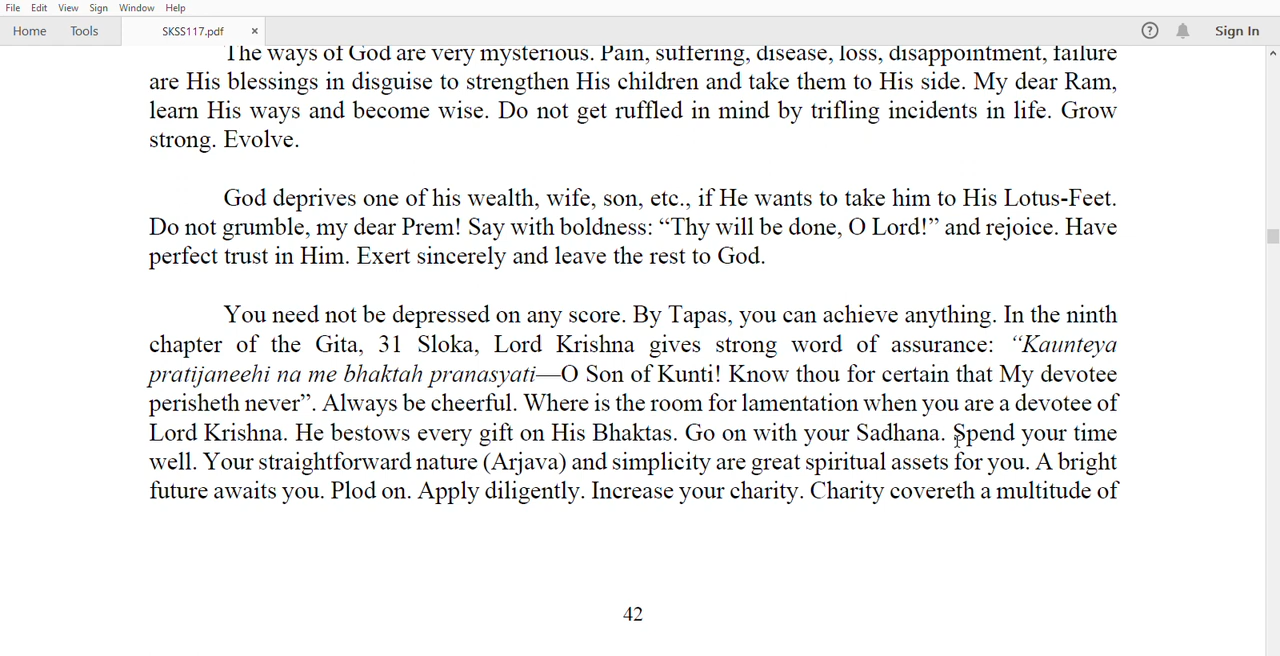 File Edit View Sign Window Help
Home Tools SKSS117.pdf × ? Sign In
The ways of God are very mysterious. Pain, suffering, disease, loss, disappointment, failure
are His blessings in disguise to strengthen His children and take them to His side. My dear Ram,
learn His ways and become wise. Do not get ruffled in mind by trifling incidents in life. Grow
strong. Evolve.
God deprives one of his wealth, wife, son, etc., if He wants to take him to His Lotus-Feet.
Do not grumble, my dear Prem! Say with boldness: “Thy will be done, O Lord!” and rejoice. Have
perfect trust in Him. Exert sincerely and leave the rest to God.
You need not be depressed on any score. By Tapas, you can achieve anything. In the ninth
chapter of the Gita, 31 Sloka, Lord Krishna gives strong word of assurance: “Kaunteya
pratijaneehi na me bhaktah pranasyati—O Son of Kunti! Know thou for certain that My devotee
perisheth never”. Always be cheerful. Where is the room for lamentation when you are a devotee of
Lord Krishna. He bestows every gift on His Bhaktas. Go on with your Sadhana. Spend your time
well. Your straightforward nature (Arjava) and simplicity are great spiritual assets for you. A bright
future awaits you. Plod on. Apply diligently. Increase your charity. Charity covereth a multitude of
42